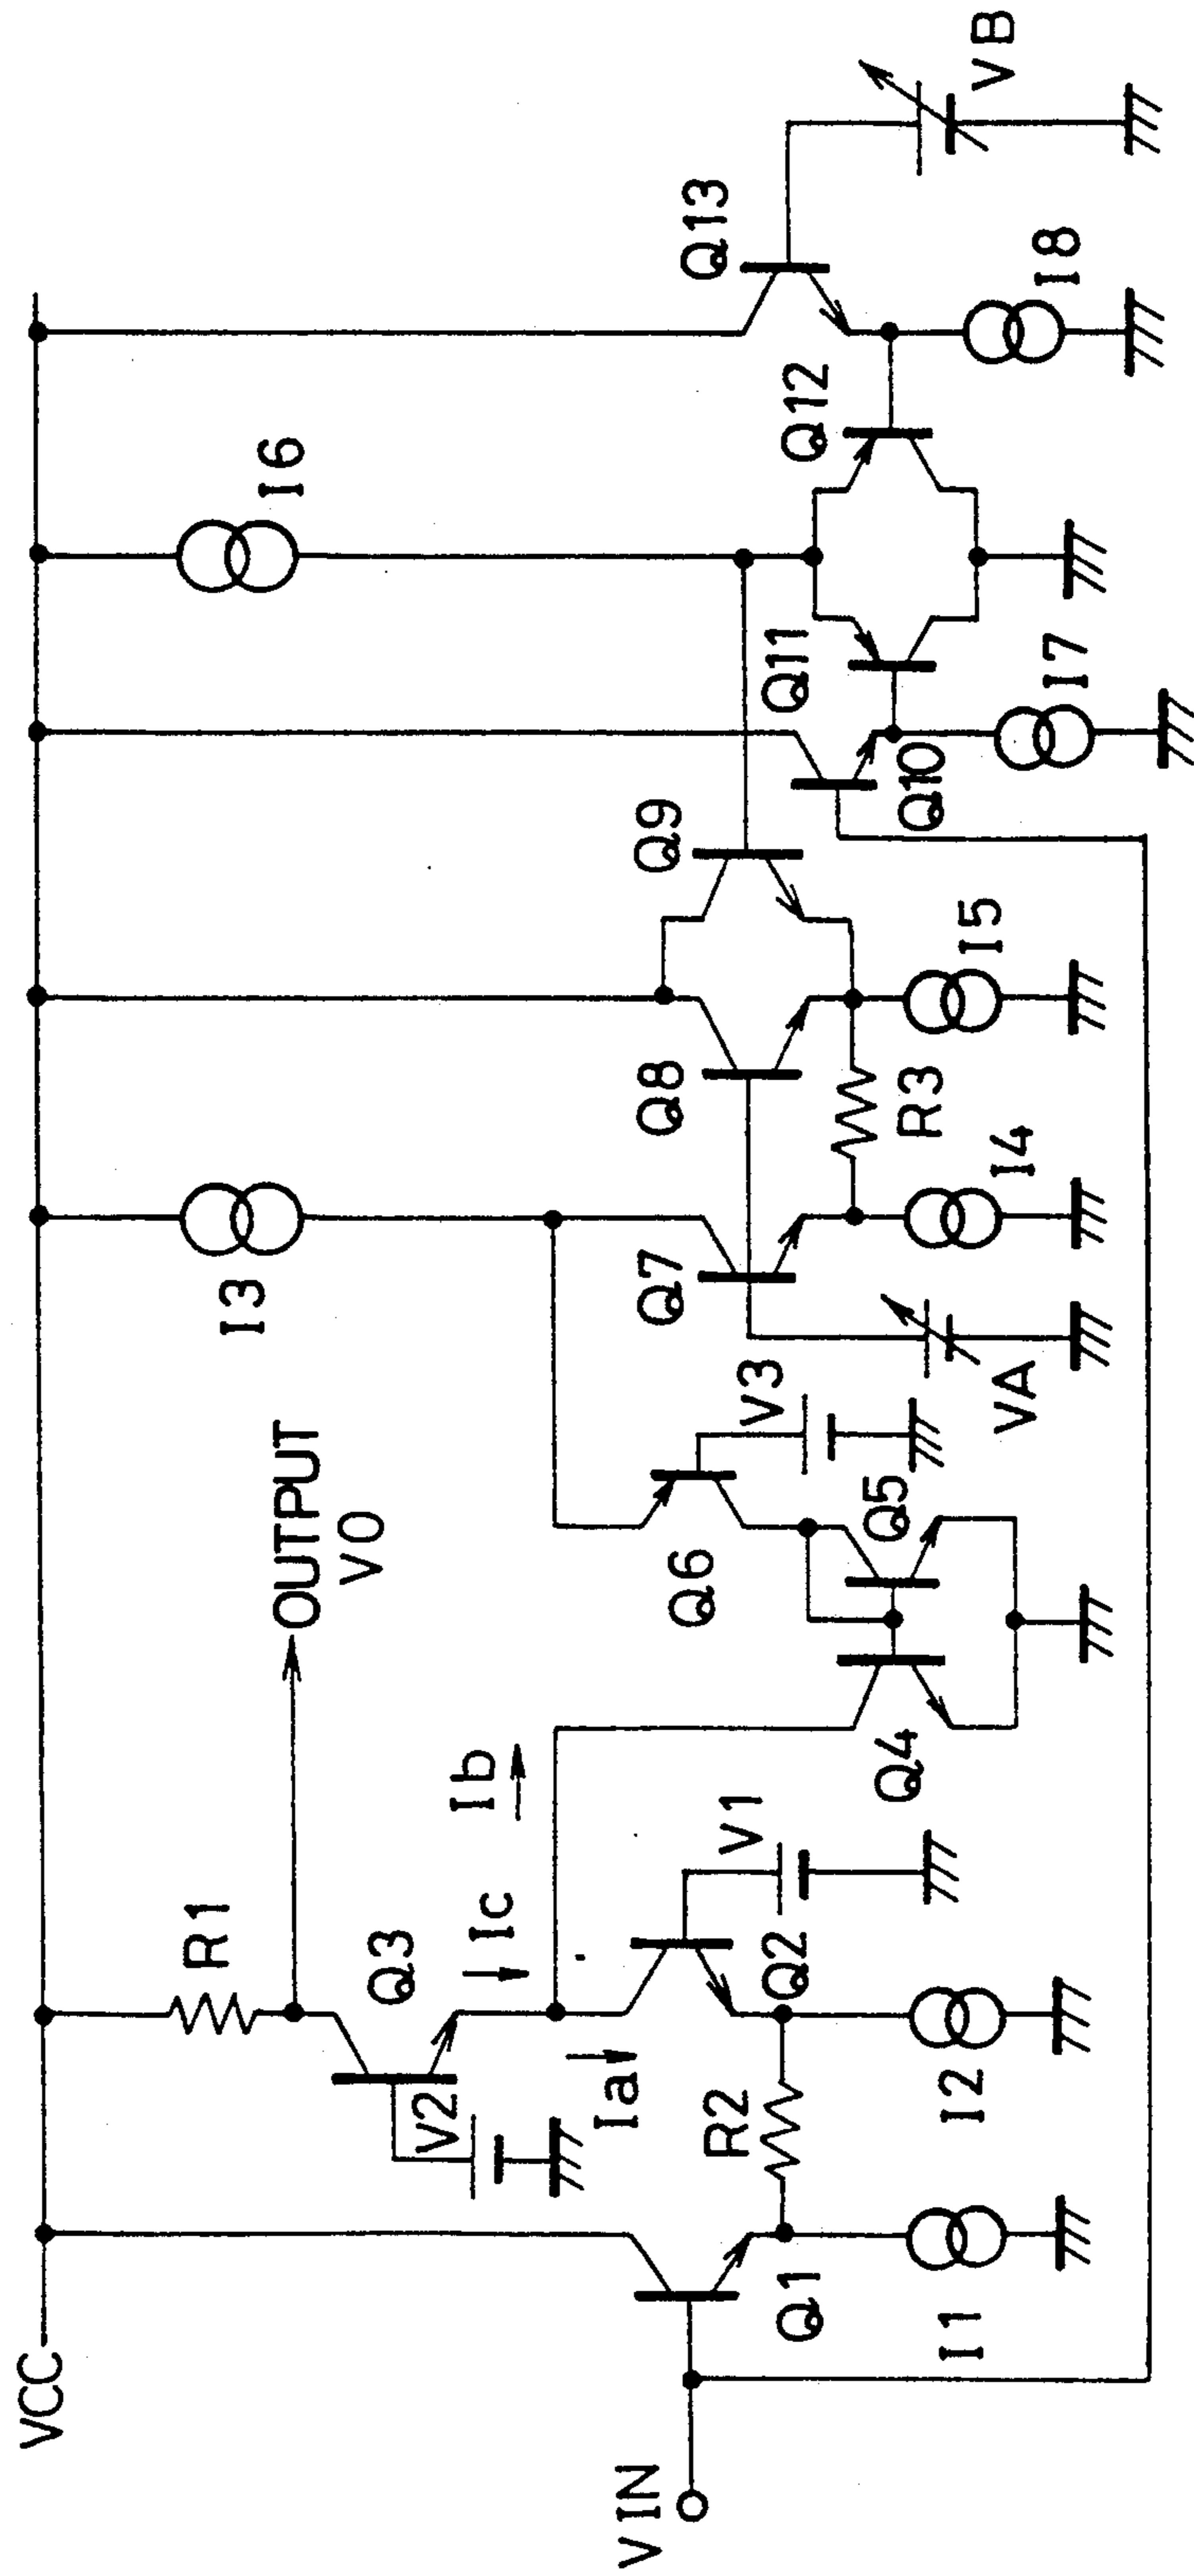 VCC
VIN
Q1
I1
R2
I2
Q2
V1
Ia
V2
Q3
Ic
Ib
R1
OUTPUT
VO
Q4
Q5
Q6
V3
I3
VA
Q7
I4
R3
Q8
I5
Q9
Q10
I7
Q11
I6
Q12
I8
Q13
VB